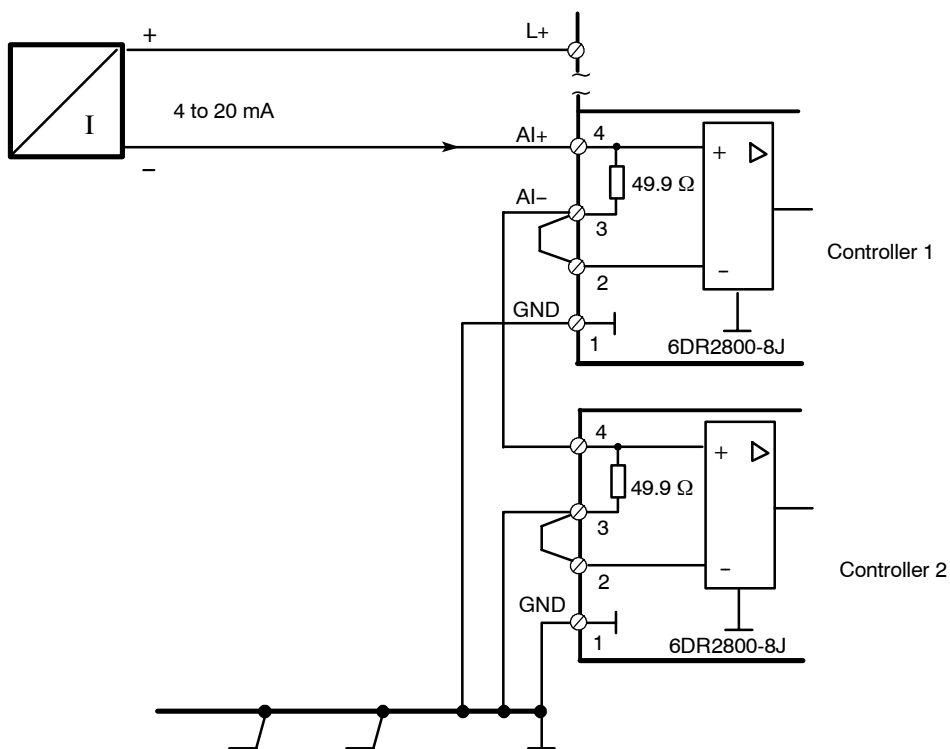 +
L+
4 to 20 mA
I
−
AI+
4
+
49.9 Ω
AI−
3
Controller 1
2
−
GND
1
6DR2800-8J
4
+
49.9 Ω
3
2
−
Controller 2
GND
1
6DR2800-8J